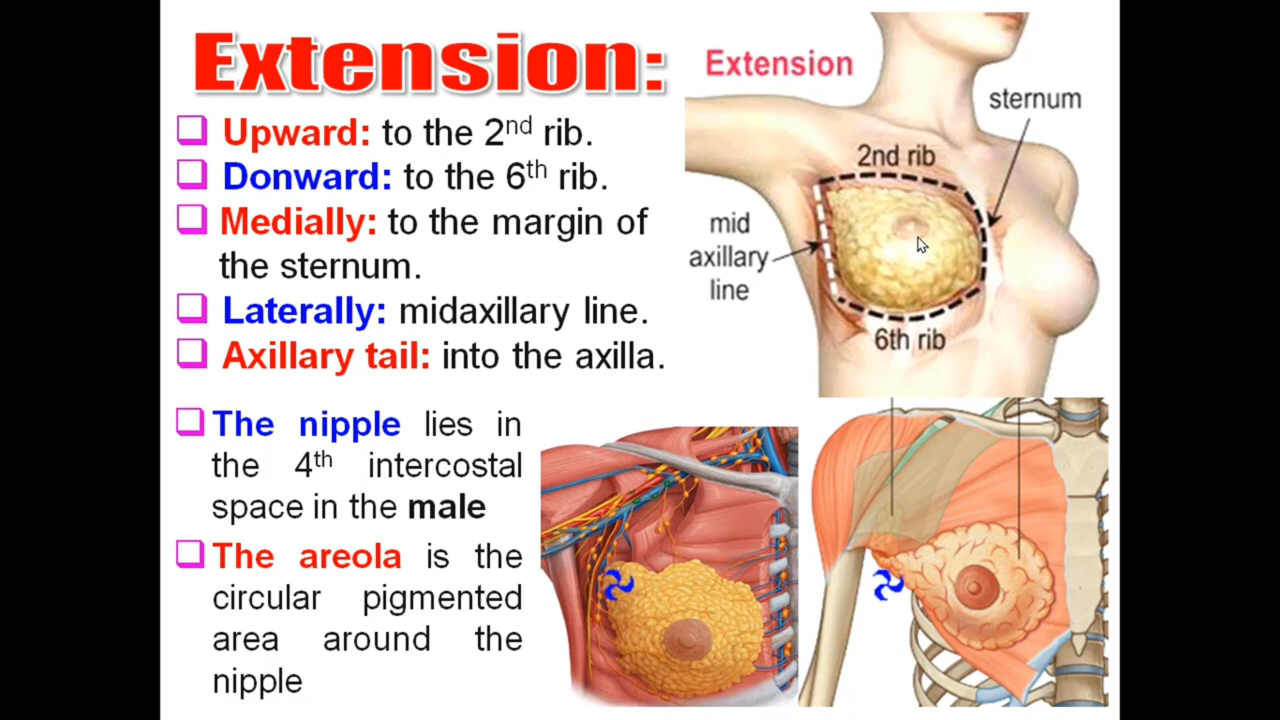 Extension:
❑ Upward: to the 2nd rib.
❑ Donward: to the 6th rib.
❑ Medially: to the margin of
the sternum.
❑ Laterally: midaxillary line.
❑ Axillary tail: into the axilla.
❑ The nipple lies in
the 4th intercostal
space in the male
❑ The areola is the
circular pigmented
area around the
nipple
Extension
sternum
2nd rib
mid
axillary
line
6th rib